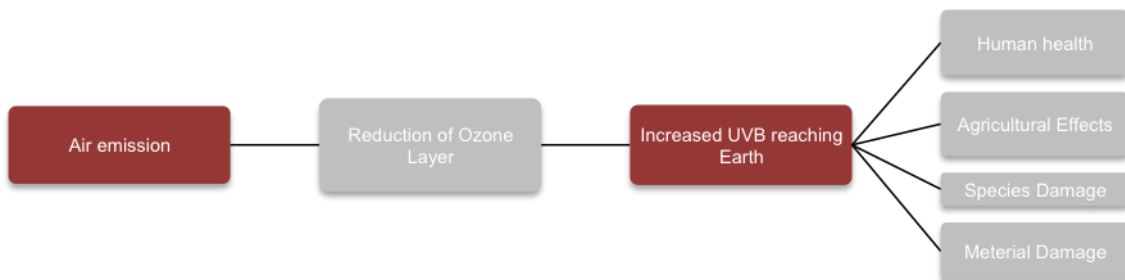 Air emission
Reduction of Ozone
Layer
Increased UVB reaching
Earth
Human health
Agricultural Effects
Species Damage
Meterial Damage